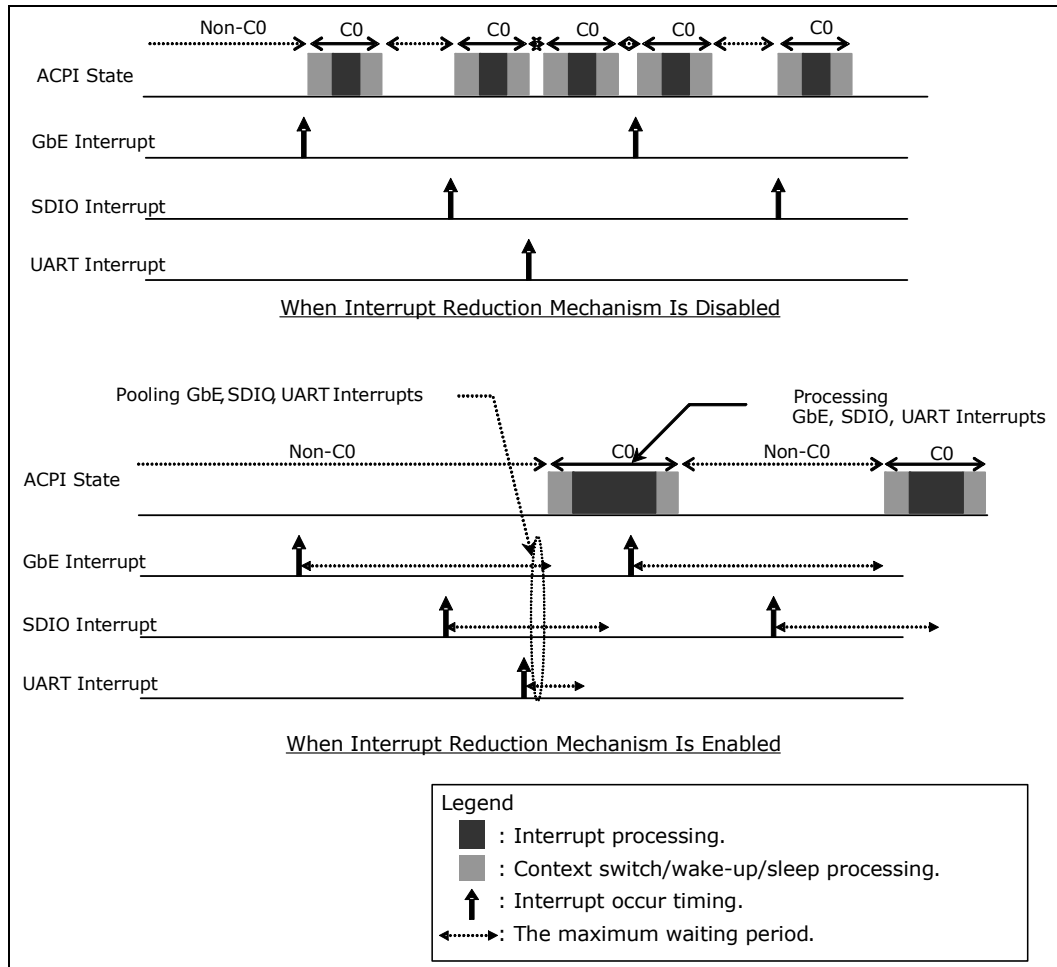 Non-C0 C0 C0 C0 C0 C0
ACPI State
GbE Interrupt
SDIO Interrupt
UART Interrupt
When Interrupt Reduction Mechanism Is Disabled
Pooling GbE, SDIO, UART Interrupts
Processing
GbE, SDIO, UART Interrupts
Non-C0 C0 Non-C0 C0
ACPI State
GbE Interrupt
SDIO Interrupt
UART Interrupt
When Interrupt Reduction Mechanism Is Enabled
Legend
: Interrupt processing.
: Context switch/wake-up/sleep processing.
: Interrupt occur timing.
: The maximum waiting period.